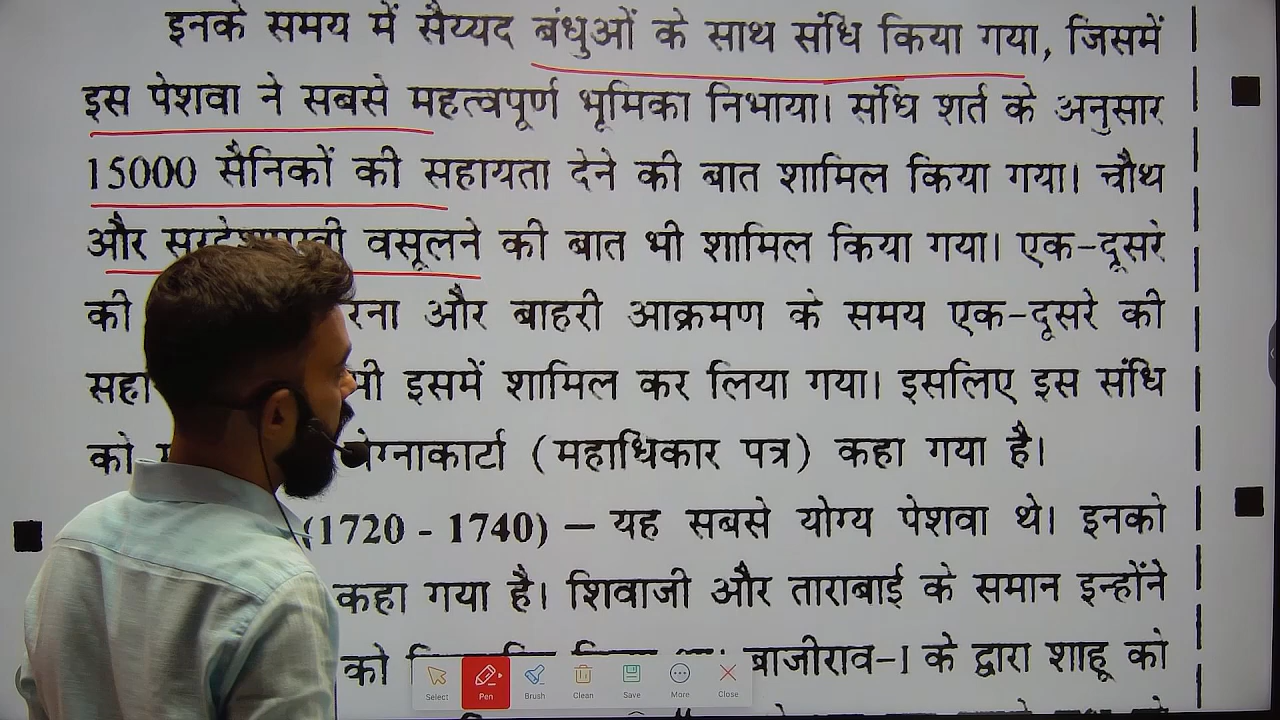 इनके समय में सैय्यद बंधुओं के साथ संधि किया गया, जिसमें
इस पेशवा ने सबसे महत्वपूर्ण भूमिका निभाया। संधि शर्त के अनुसार
15000 सैनिकों की सहायता देने की बात शामिल किया गया। चौथ
और वसूलने की बात भी शामिल किया गया। एक-दूसरे
की और बाहरी आक्रमण के समय एक-दूसरे की
इसमें शामिल कर लिया गया। इसलिए इस संधि
को (महाधिकार पत्र) कहा गया है।
(1720 - 1740) – यह सबसे योग्य पेशवा थे। इनको
कहा गया है। शिवाजी और ताराबाई के समान इन्होंने
को बाजीराव-I के द्वारा शाहू को
Select Pen Brush Clean Save More Close